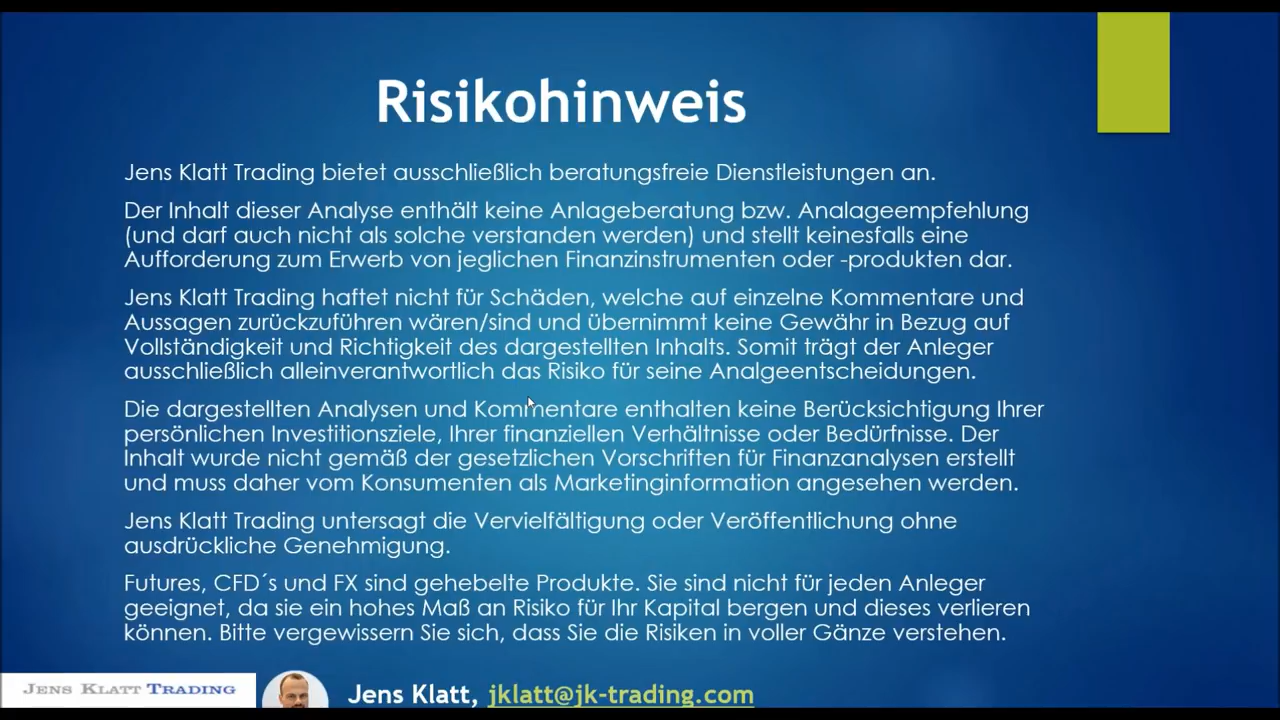 Risikohinweis
Jens Klatt Trading bietet ausschließlich beratungsfreie Dienstleistungen an.
Der Inhalt dieser Analyse enthält keine Anlageberatung bzw. Analageempfehlung
(und darf auch nicht als solche verstanden werden) und stellt keinesfalls eine
Aufforderung zum Erwerb von jeglichen Finanzinstrumenten oder -produkten dar.
Jens Klatt Trading haftet nicht für Schäden, welche auf einzelne Kommentare und
Aussagen zurückzuführen wären/sind und übernimmt keine Gewähr in Bezug auf
Vollständigkeit und Richtigkeit des dargestellten Inhalts. Somit trägt der Anleger
ausschließlich alleinverantwortlich das Risiko für seine Analgeentscheidungen.
Die dargestellten Analysen und Kommentare enthalten keine Berücksichtigung Ihrer
persönlichen Investitionsziele, Ihrer finanziellen Verhältnisse oder Bedürfnisse. Der
Inhalt wurde nicht gemäß der gesetzlichen Vorschriften für Finanzanalysen erstellt
und muss daher vom Konsumenten als Marketinginformation angesehen werden.
Jens Klatt Trading untersagt die Vervielfältigung oder Veröffentlichung ohne
ausdrückliche Genehmigung.
Futures, CFD´s und FX sind gehebelte Produkte. Sie sind nicht für jeden Anleger
geeignet, da sie ein hohes Maß an Risiko für Ihr Kapital bergen und dieses verlieren
können. Bitte vergewissern Sie sich, dass Sie die Risiken in voller Gänze verstehen.
JENS KLATT TRADING
Jens Klatt, jklatt@jk-trading.com